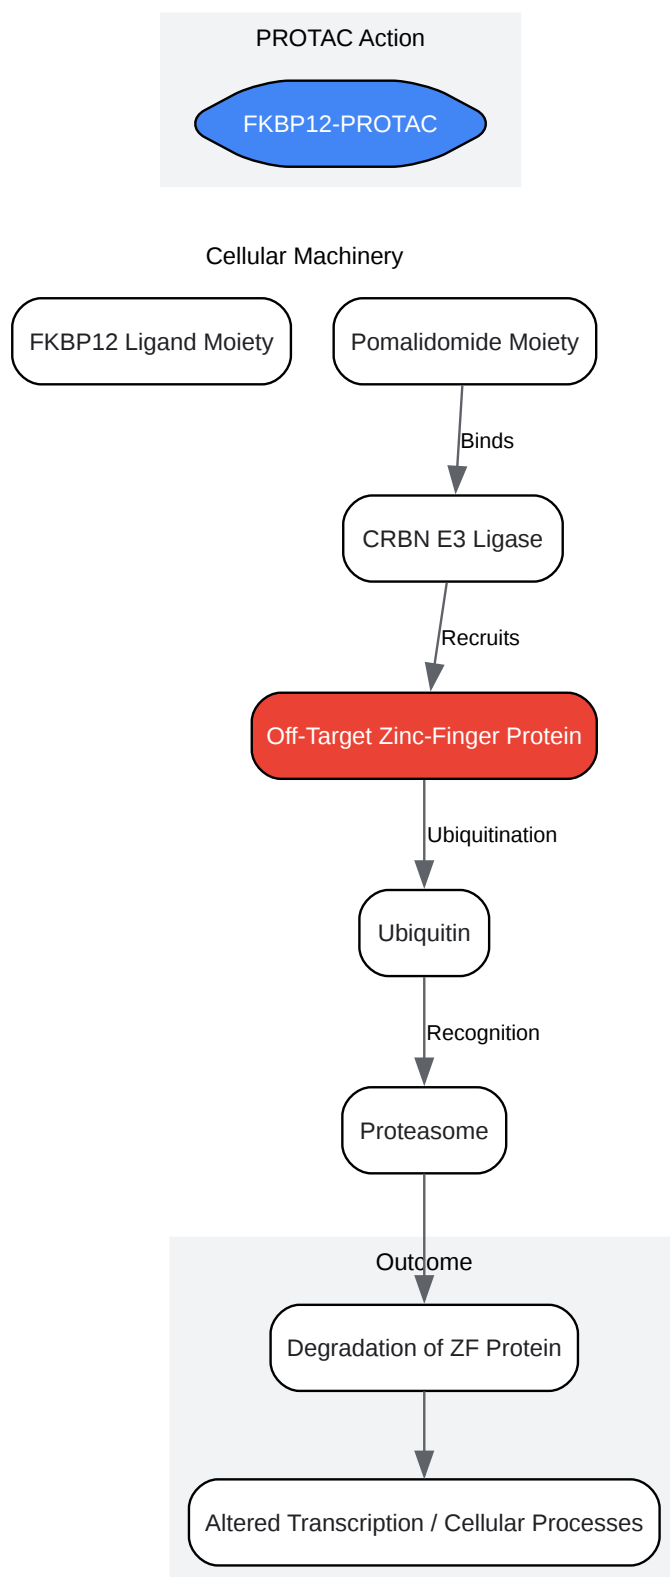 PROTAC Action
FKBP12-PROTAC
Cellular Machinery
FKBP12 Ligand Moiety
Pomalidomide Moiety
Binds
CRBN E3 Ligase
Recruits
Off-Target Zinc-Finger Protein
Ubiquitination
Ubiquitin
Recognition
Proteasome
Outcome
Degradation of ZF Protein
Altered Transcription / Cellular Processes